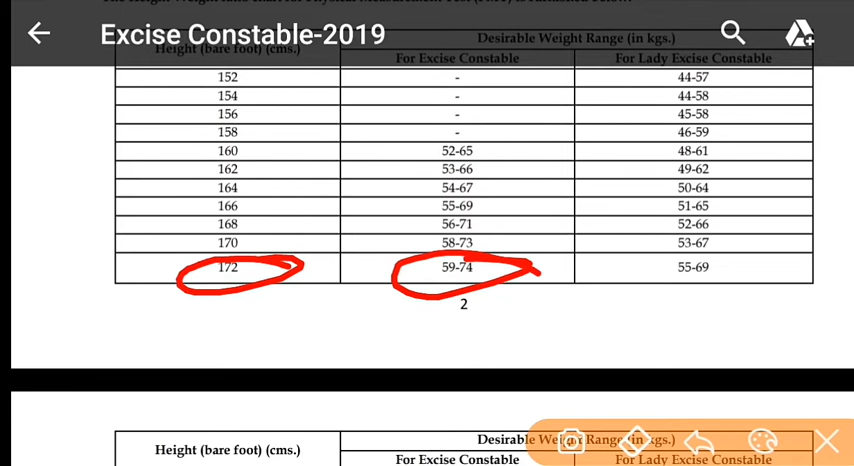 Excise Constable-2019
Desirable Weight Range (in kgs.)
Height (bare foot) (cms.)
For Excise Constable For Lady Excise Constable
152 - 44-57
154 - 44-58
156 - 45-58
158 - 46-59
160 52-65 48-61
162 53-66 49-62
164 54-67 50-64
166 55-69 51-65
168 56-71 52-66
170 58-73 53-67
172 59-74 55-69
2
Desirable Weight Range (in kgs.)
Height (bare foot) (cms.)
For Excise Constable For Lady Excise Constable